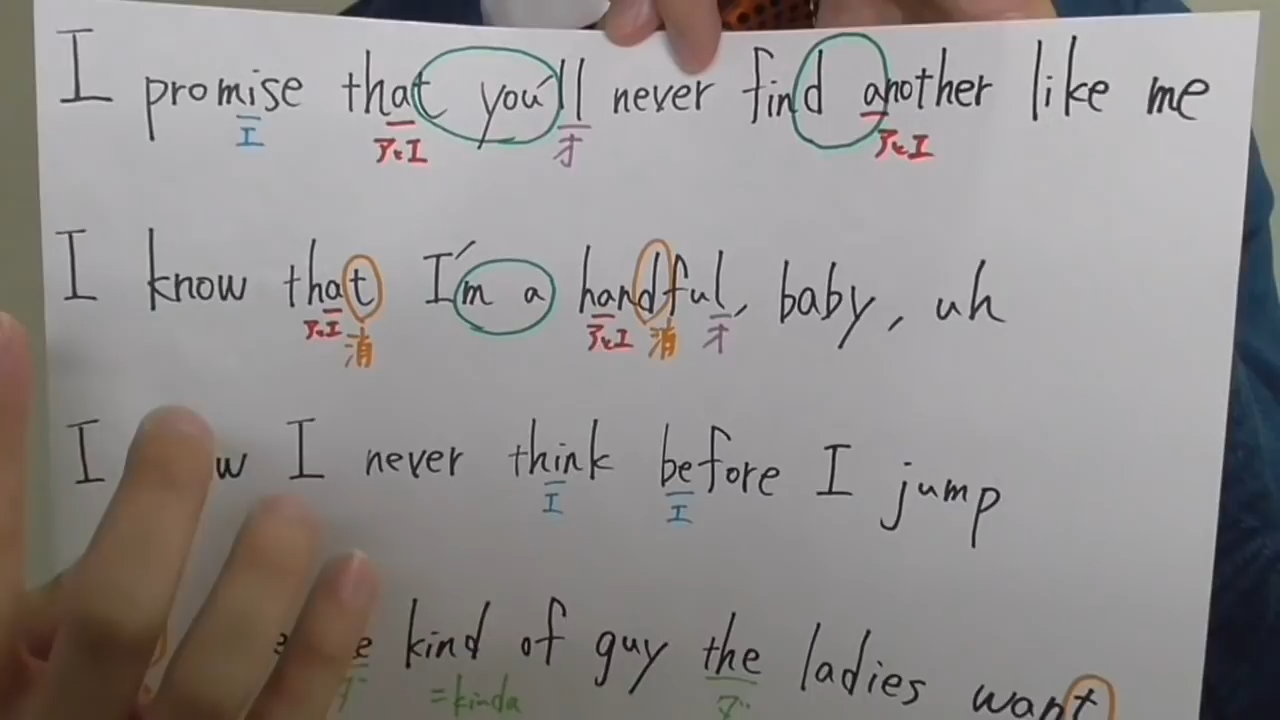 I promise that you'll never find another like me
エ アとエ オ アとエ
I know that I'm a handful, baby, uh
アとエ 消 アとエ 消 オ
I never think before I jump
エ エ
kind of guy the ladies want
=kinda ザ